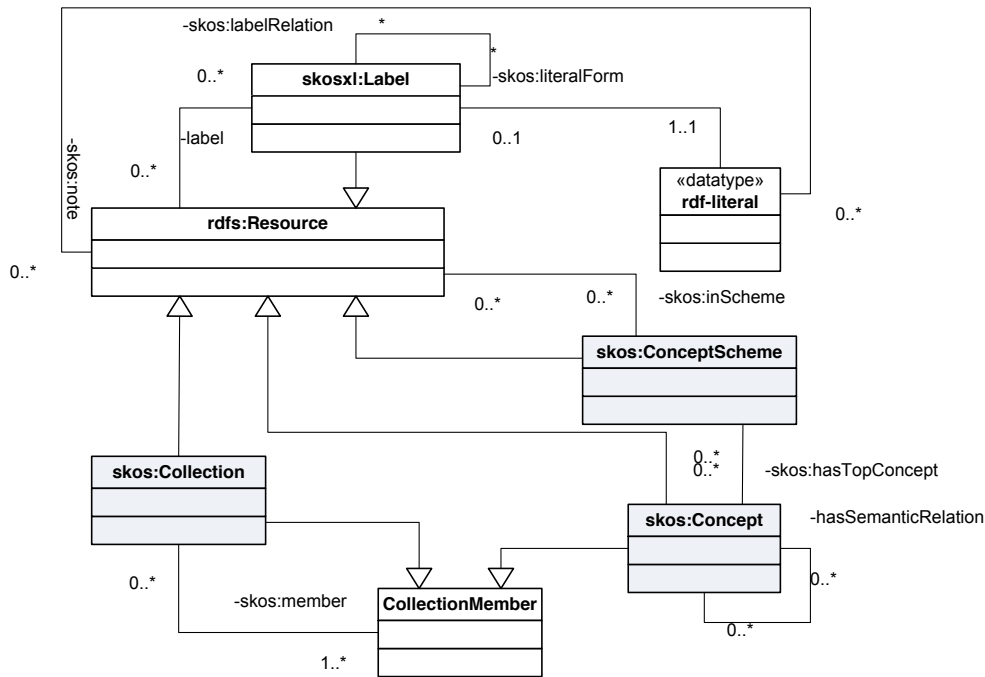 -skos:labelRelation
*
*
0..*
skosxl:Label
-skos:literalForm
-label
0..1
1..1
-skos:note
0..*
«datatype»
rdf-literal
0..*
rdfs:Resource
0..*
0..*
0..*
-skos:inScheme
skos:ConceptScheme
skos:Collection
0..*
0..*
-skos:hasTopConcept
skos:Concept
-hasSemanticRelation
0..*
0..*
-skos:member
CollectionMember
0..*
1..*